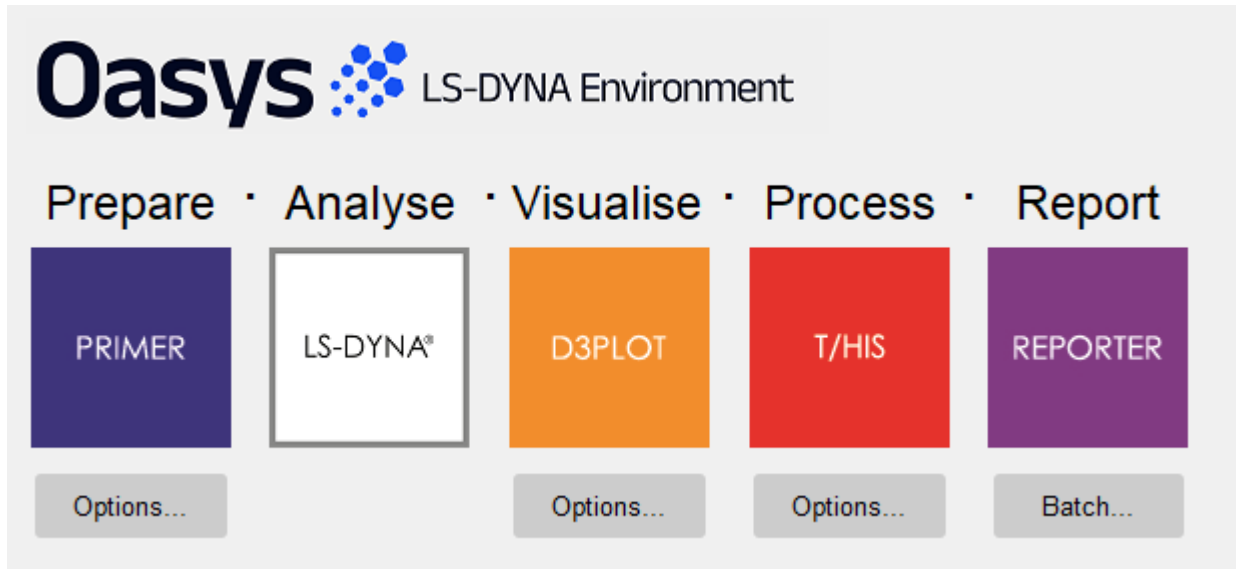 Oasys LS-DYNA Environment
Prepare · Analyse · Visualise · Process · Report
PRIMER LS-DYNA® D3PLOT T/HIS REPORTER
Options... Options... Options... Batch...